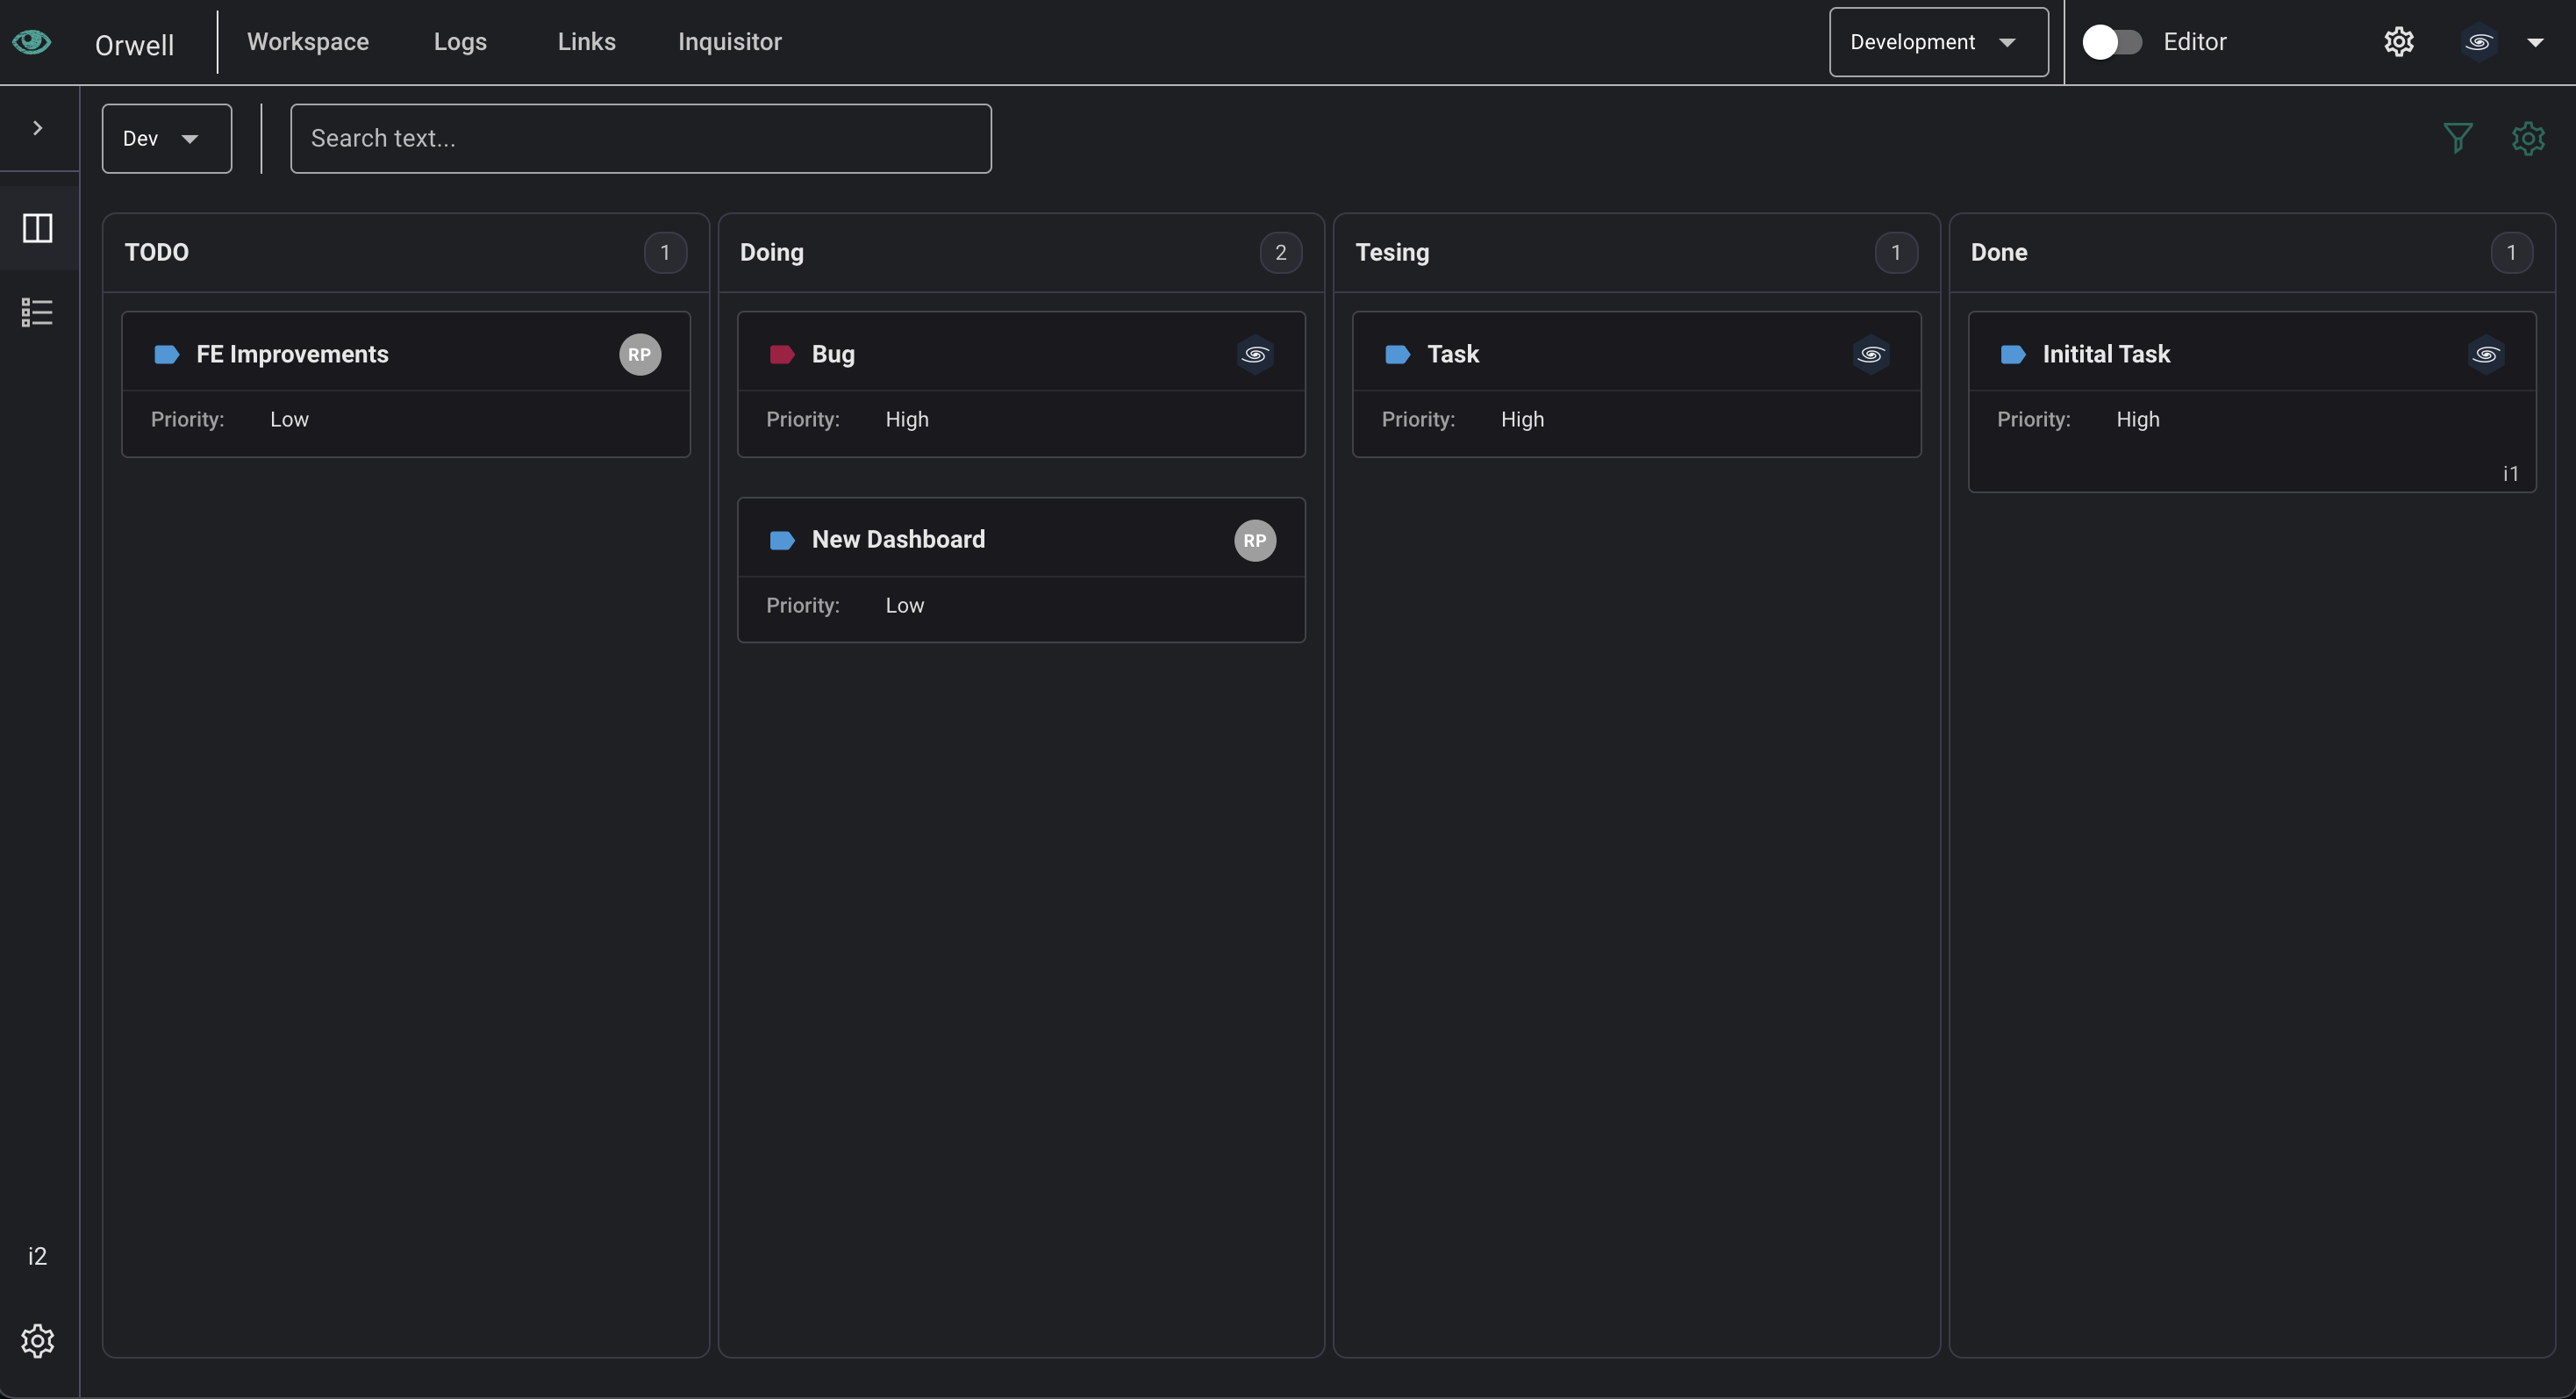 Orwell Workspace Logs Links Inquisitor Development Editor
Dev Search text...
TODO 1
FE Improvements RP
Priority: Low
Doing 2
Bug
Priority: High
New Dashboard RP
Priority: Low
Tesing 1
Task
Priority: High
Done 1
Initital Task
Priority: High
i1
i2